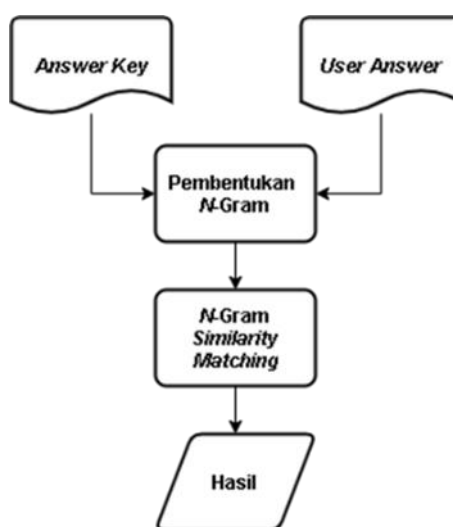 Answer Key
User Answer
Pembentukan
N-Gram
N-Gram
Similarity
Matching
Hasil